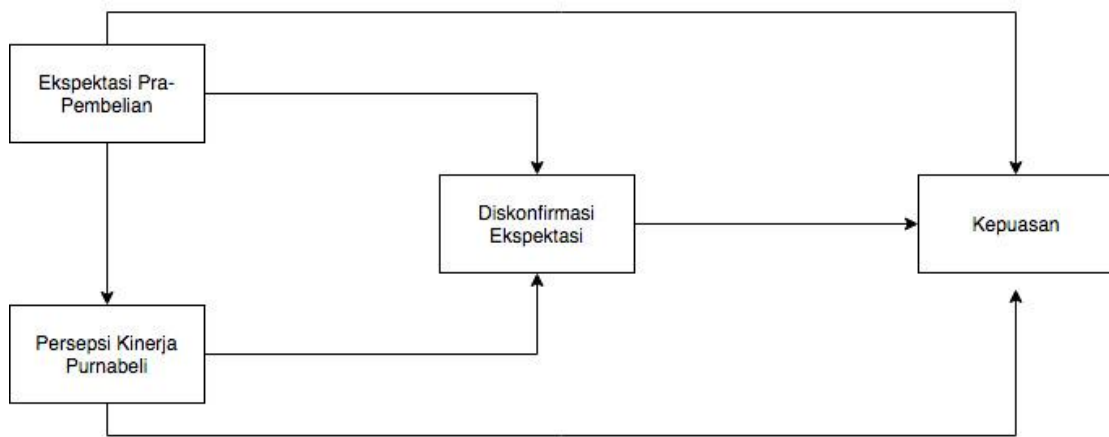 Ekspektasi Pra-
Pembelian
Diskonfirmasi
Ekspektasi
Kepuasan
Persepsi Kinerja
Purnabeli